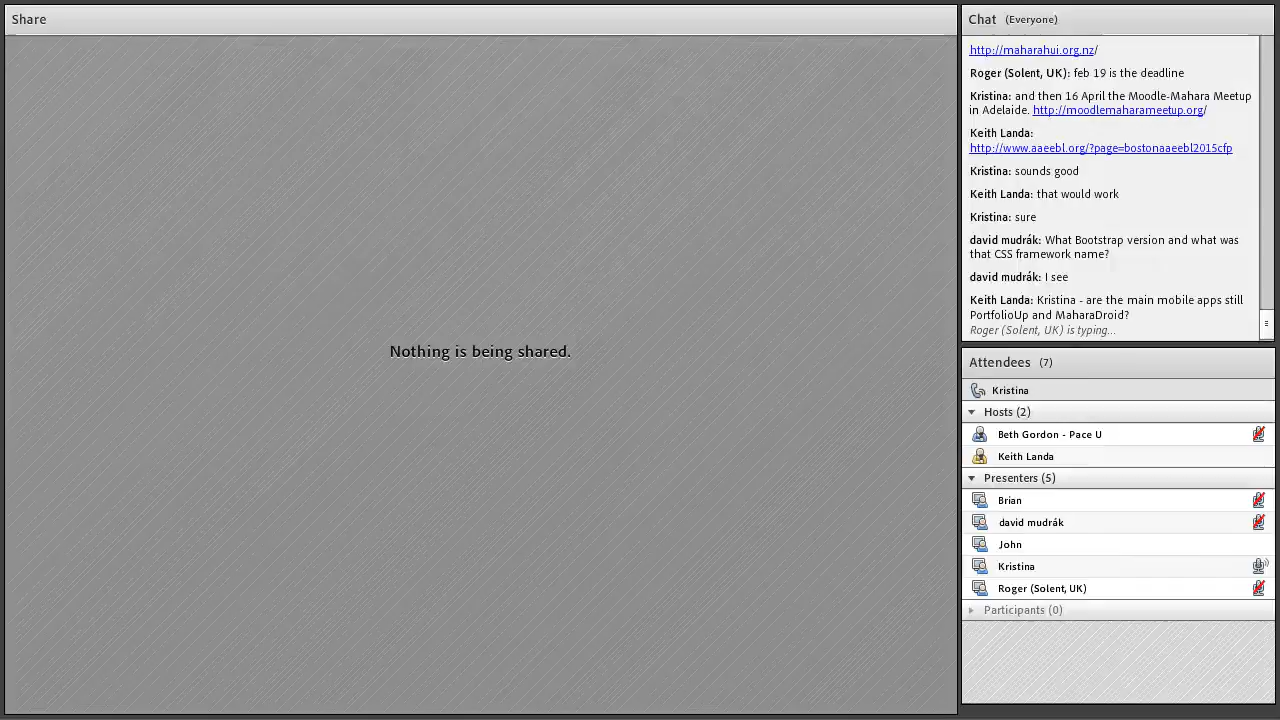 Share
Nothing is being shared.
Chat (Everyone)
http://maharahui.org.nz/
Roger (Solent, UK): feb 19 is the deadline
Kristina: and then 16 April the Moodle-Mahara Meetup
in Adelaide. http://moodlemaharameetup.org/
Keith Landa:
http://www.aaeebl.org/?page=bostonaaeebl2015cfp
Kristina: sounds good
Keith Landa: that would work
Kristina: sure
david mudrák: What Bootstrap version and what was
that CSS framework name?
david mudrák: I see
Keith Landa: Kristina - are the main mobile apps still
PortfolioUp and MaharaDroid?
Roger (Solent, UK) is typing...
Attendees (7)
Kristina
Hosts (2)
Beth Gordon - Pace U
Keith Landa
Presenters (5)
Brian
david mudrák
John
Kristina
Roger (Solent, UK)
Participants (0)